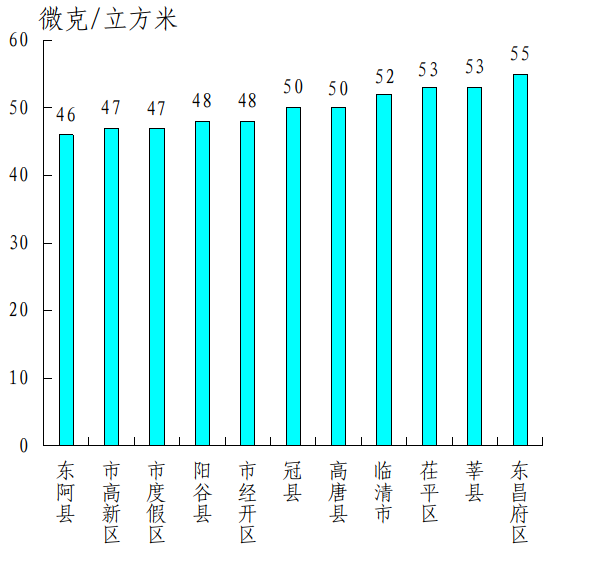 微克/立方米
60
50
40
30
20
10
0
46
47
47
48
48
50
50
52
53
53
55
东阿县
市高新区
市度假区
阳谷县
市经开区
冠县
高唐县
临清市
茌平区
莘县
东昌府区